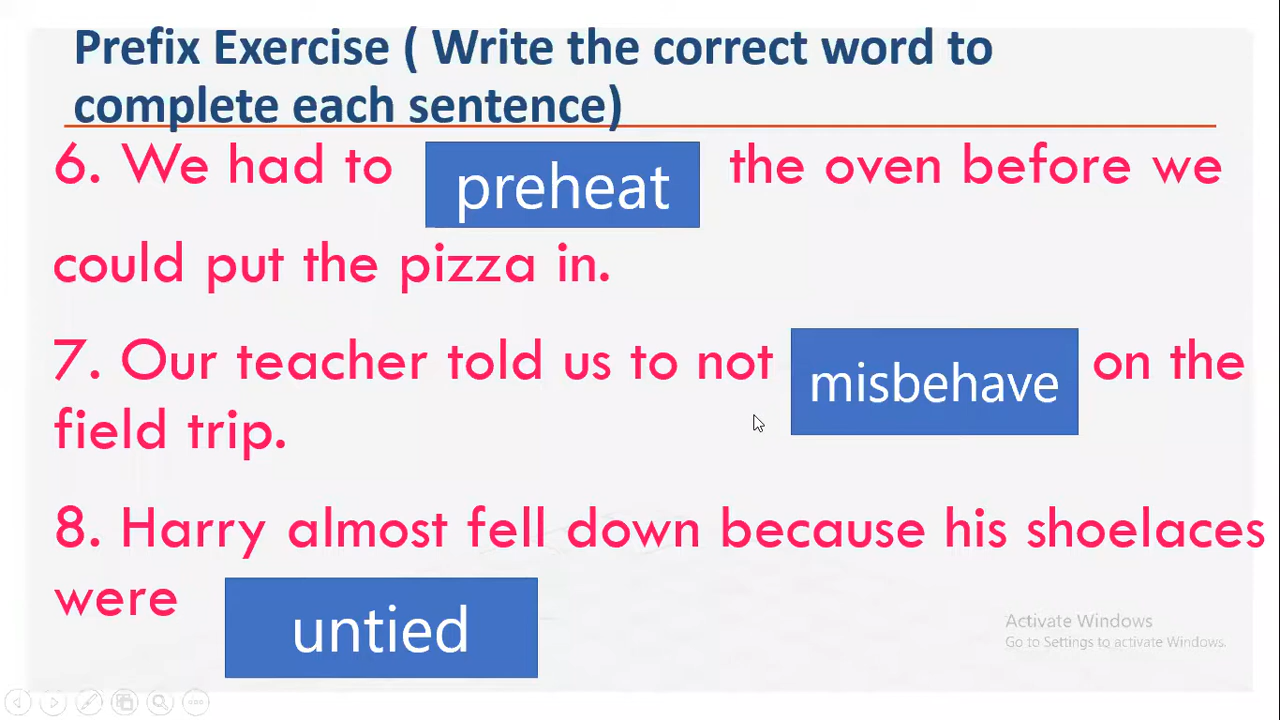 Prefix Exercise ( Write the correct word to
complete each sentence)
6. We had to preheat the oven before we
could put the pizza in.
7. Our teacher told us to not misbehave on the
field trip.
8. Harry almost fell down because his shoelaces
were untied
Activate Windows
Go to Settings to activate Windows.